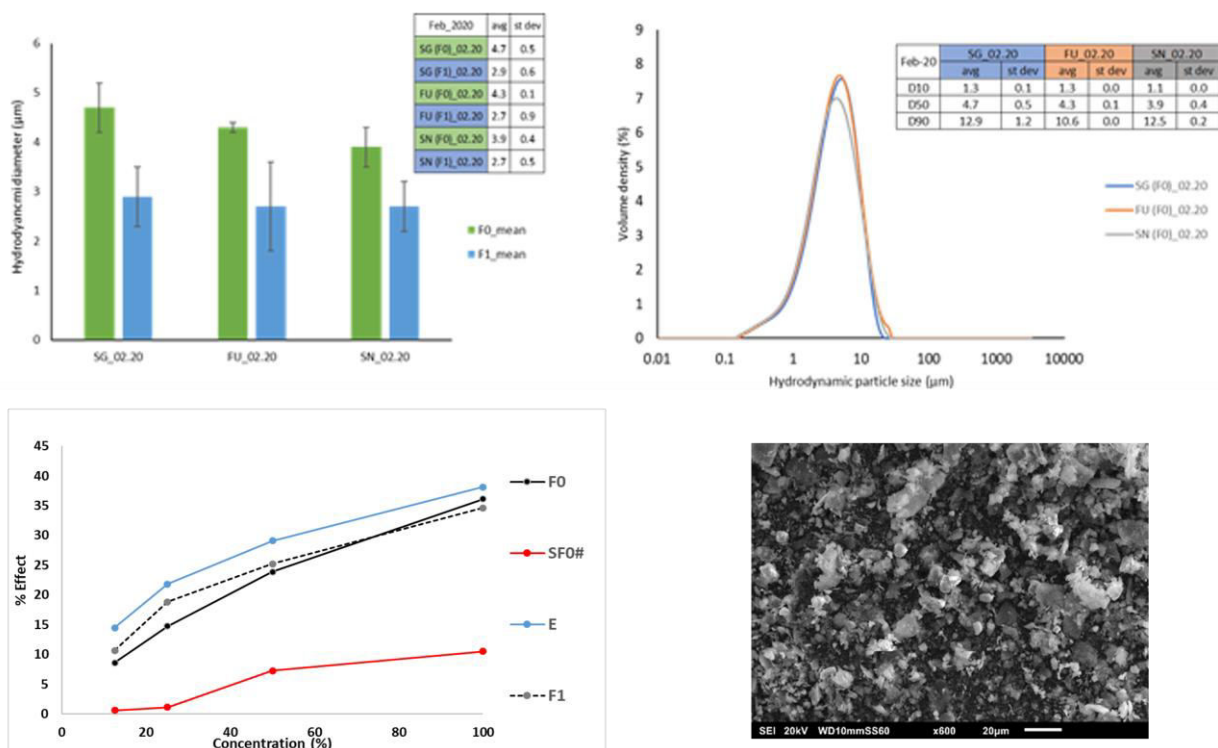 Feb_2020 avg st dev
SG (F0)_02.20 4.7 0.5
SG (F1)_02.20 2.9 0.6
FU (F0)_02.20 4.3 0.1
FU (F1)_02.20 2.7 0.9
SN (F0)_02.20 3.9 0.4
SN (F1)_02.20 2.7 0.5
Hydrodyancmi diameter (µm)
6
5
4
3
2
1
0
F0_mean
F1_mean
SG_02.20 FU_02.20 SN_02.20
Feb-20 SG_02.20 FU_02.20 SN_02.20
avg st dev avg st dev avg st dev
D10 1.3 0.1 1.3 0.0 1.1 0.0
D50 4.7 0.5 4.3 0.1 3.9 0.4
D90 12.9 1.2 10.6 0.0 12.5 0.2
Volume density (%)
9
8
7
6
5
4
3
2
1
0
SG (F0)_02.20
FU (F0)_02.20
SN (F0)_02.20
0.01 0.1 1 10 100 1000 10000
Hydrodynamic particle size (µm)
% Effect
45
40
35
30
25
20
15
10
5
0
F0
SF0#
E
F1
0 20 40 60 80 100
Concentration (%)
SEI 20kV WD10mmSS60 x600 20µm